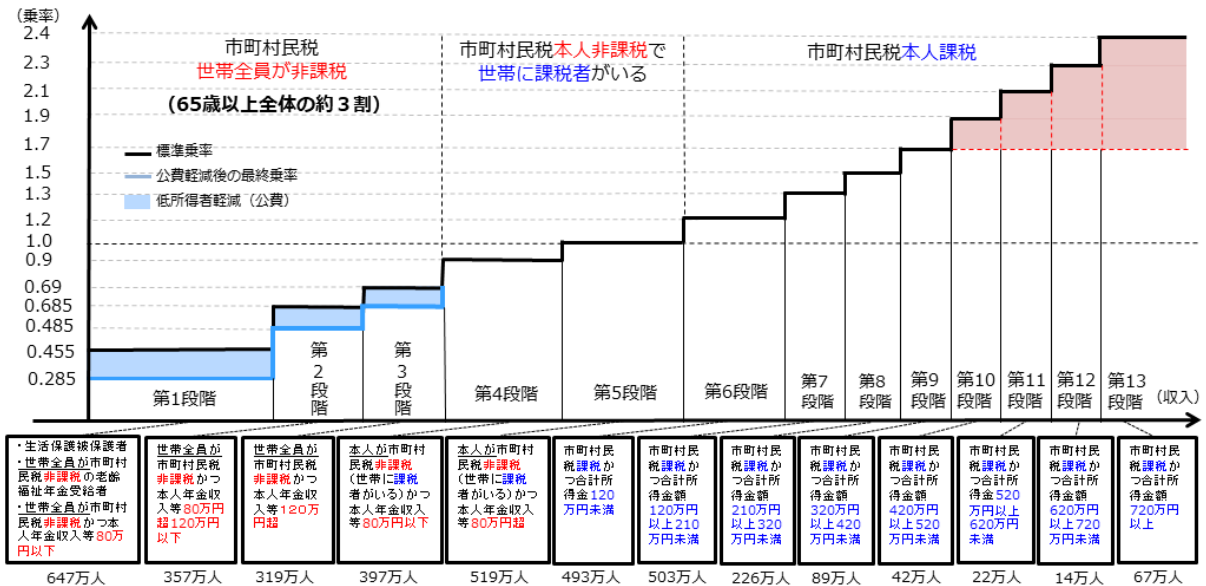 (乗率)
2.4
2.3
2.1
1.9
1.7
1.5
1.3
1.2
1.0
0.9
0.69
0.685
0.485
0.455
0.285
市町村民税
世帯全員が非課税
(65歳以上全体の約3割)
市町村民税本人非課税で
世帯に課税者がいる
市町村民税本人課税
標準乗率
公費軽減後の最終乗率
低所得者軽減（公費）
第1段階
第2段階
第3段階
第4段階
第5段階
第6段階
第7
段階
第8
段階
第9
段階
第10
段階
第11
段階
第12
段階
第13
段階
(収入)
・生活保護被保護者
・世帯全員が市町村
民税非課税の老齢
福祉年金受給者
・世帯全員が市町村
民税非課税かつ本
人年金収入等80万
円以下
世帯全員が
市町村民税
非課税かつ
本人年金収
入等80万円
超120万円
以下
世帯全員が
市町村民税
非課税かつ
本人年金収
入等120万
円超
本人が市町村
民税非課税
(世帯に課税
者がいる)かつ
本人年金収入
等80万円以下
本人が市町村
民税非課税
(世帯に課税
者がいる)かつ
本人年金収入
等80万円超
市町村民
税課税か
つ合計所
得金120
万円未満
市町村民
税課税か
つ合計所
得金額
120万円
以上210
万円未満
市町村民
税課税か
つ合計所
得金額
210万円
以上320
万円未満
市町村民
税課税か
つ合計所
得金額
320万円
以上420
万円未満
市町村民
税課税か
つ合計所
得金額
420万円
以上520
万円未満
市町村民
税課税か
つ合計所
得金520
万円以上
620万円
未満
市町村民
税課税か
つ合計所
得金額
620万円
以上720
万円未満
市町村民
税課税か
つ合計所
得金額
720万円
以上
647万人
357万人
319万人
397万人
519万人
493万人
503万人
226万人
89万人
42万人
22万人
14万人
67万人